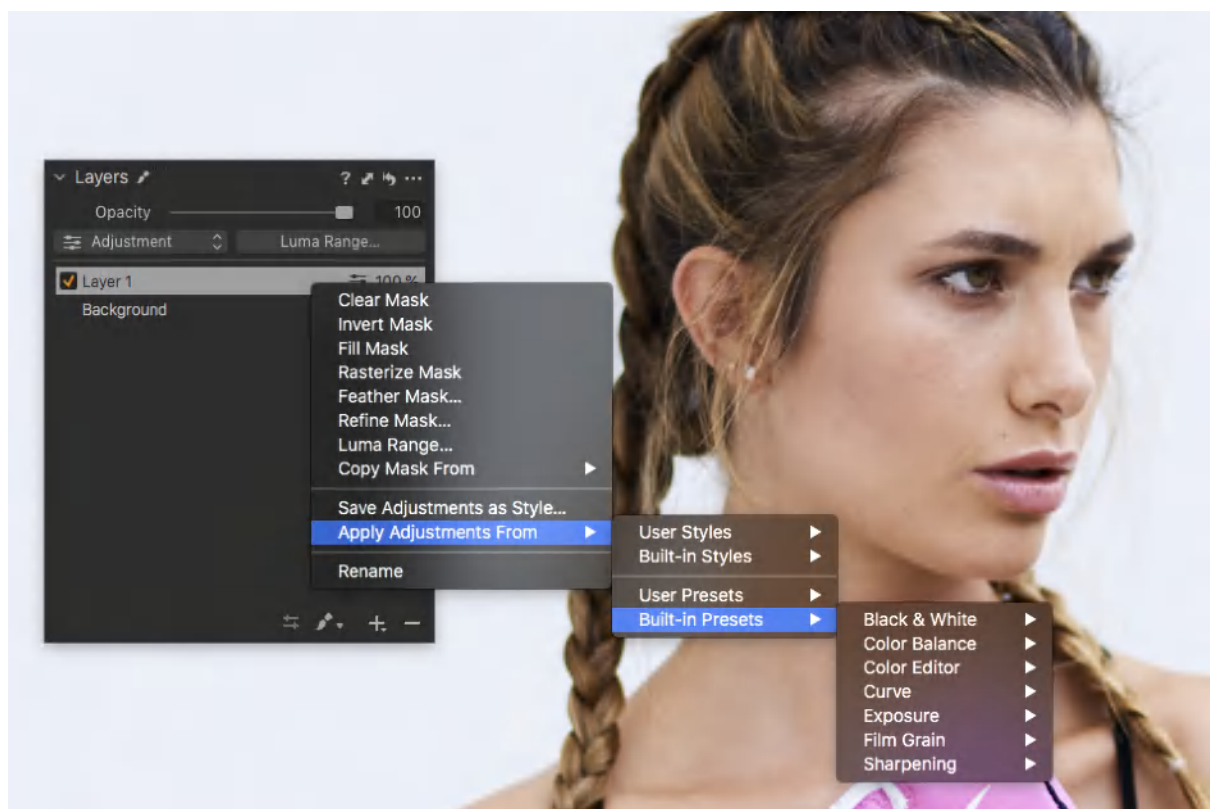 Layers
?
Opacity 100
Adjustment Luma Range...
Layer 1 100 %
Background
Clear Mask
Invert Mask
Fill Mask
Rasterize Mask
Feather Mask...
Refine Mask...
Luma Range...
Copy Mask From
Save Adjustments as Style...
Apply Adjustments From
Rename
User Styles
Built-in Styles
User Presets
Built-in Presets
Black & White
Color Balance
Color Editor
Curve
Exposure
Film Grain
Sharpening